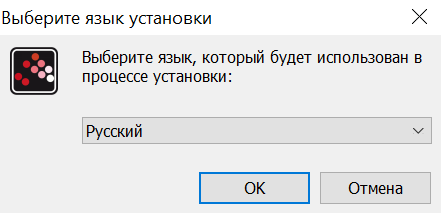 Выберите язык установки
Выберите язык, который будет использован в
процессе установки:
Русский
OK
Отмена